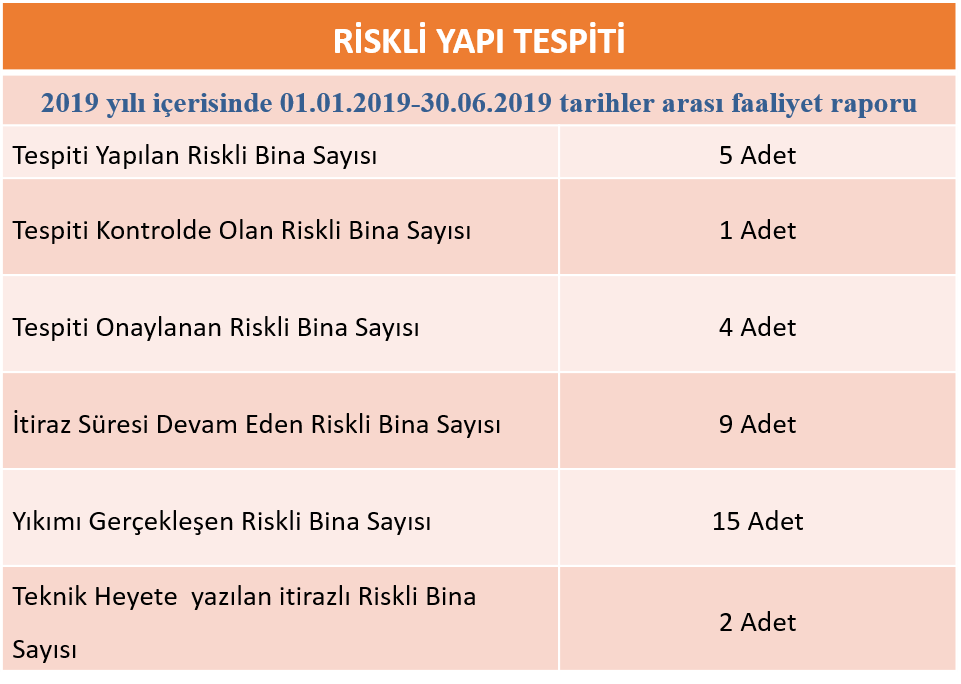 RİSKLİ YAPI TESPİTİ
2019 yılı içerisinde 01.01.2019-30.06.2019 tarihler arası faaliyet raporu
Tespiti Yapılan Riskli Bina Sayısı
5 Adet
Tespiti Kontrolde Olan Riskli Bina Sayısı
1 Adet
Tespiti Onaylanan Riskli Bina Sayısı
4 Adet
İtiraz Süresi Devam Eden Riskli Bina Sayısı
9 Adet
Yıkımı Gerçekleşen Riskli Bina Sayısı
15 Adet
Teknik Heyete  yazılan itirazlı Riskli Bina
Sayısı
2 Adet